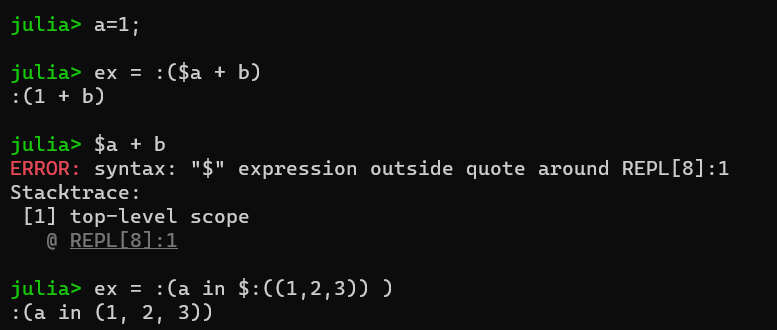 julia> a=1;
julia> ex = :($a + b)
:(1 + b)
julia> $a + b
ERROR: syntax: "$" expression outside quote around REPL[8]:1
Stacktrace:
 [1] top-level scope
   @ REPL[8]:1
julia> ex = :(a in $:((1,2,3)) )
:(a in (1, 2, 3))